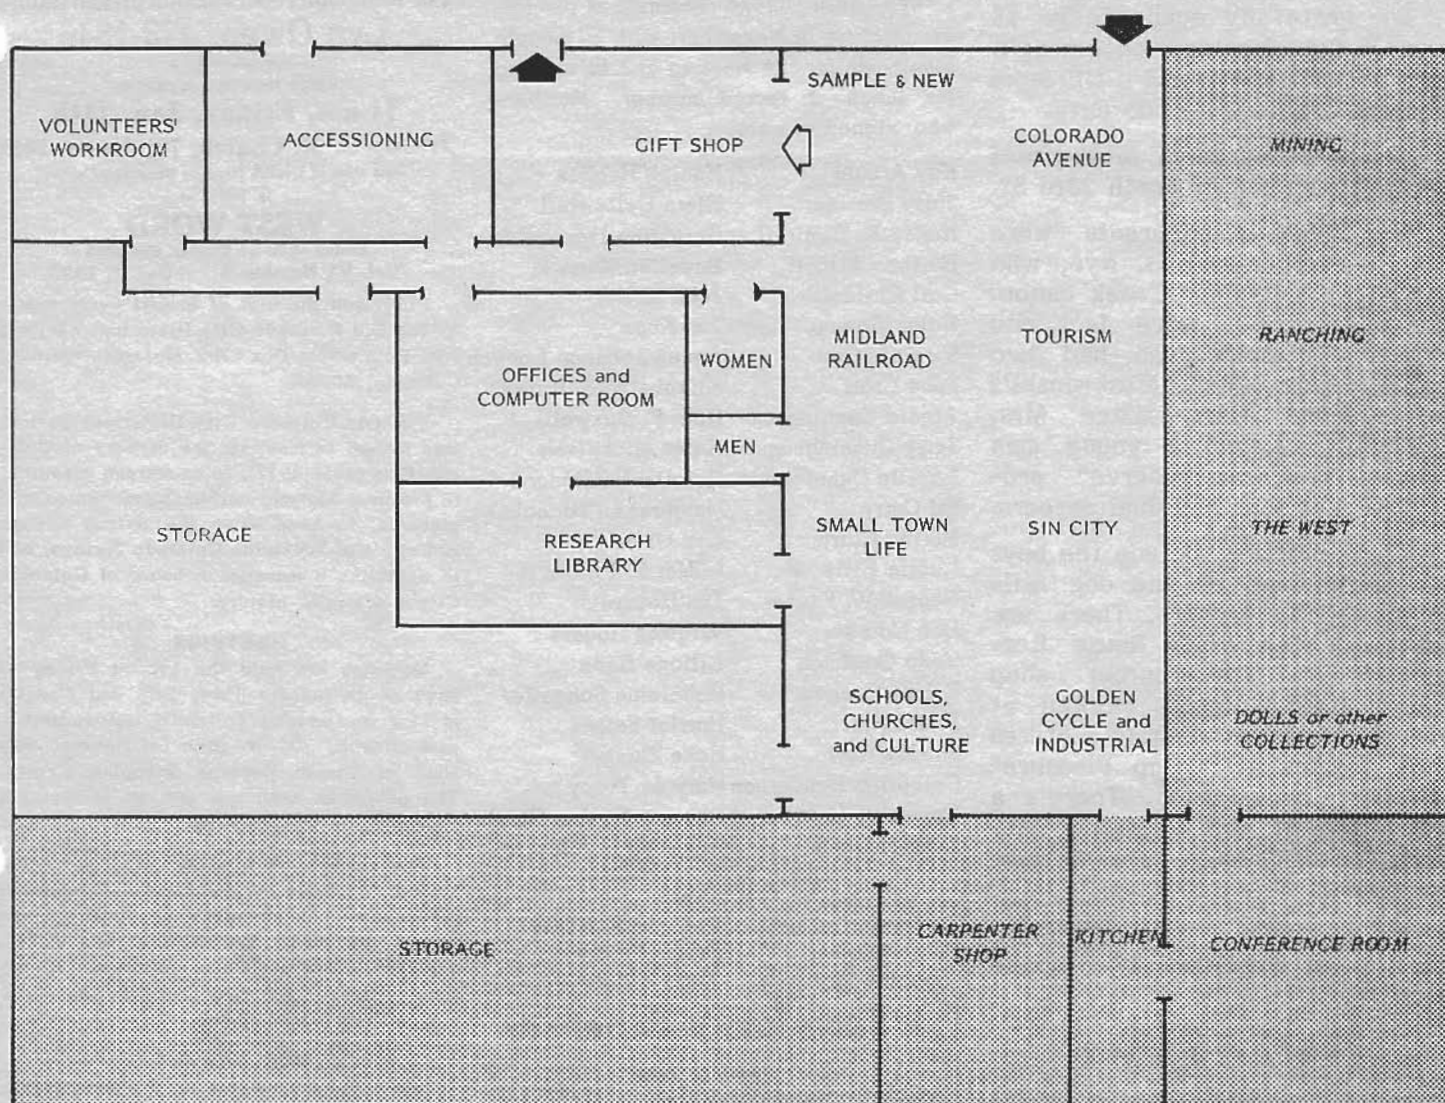 SAMPLE & NEW
VOLUNTEERS'
WORKROOM
ACCESSIONING
GIFT SHOP
COLORADO
AVENUE
MINING
MIDLAND
RAILROAD
TOURISM
RANCHING
WOMEN
OFFICES and
COMPUTER ROOM
MEN
STORAGE
RESEARCH
LIBRARY
SMALL TOWN
LIFE
SIN CITY
THE WEST
SCHOOLS,
CHURCHES,
and CULTURE
GOLDEN
CYCLE and
INDUSTRIAL
DOLLS or other
COLLECTIONS
STORAGE
CARPENTER
SHOP
KITCHEN
CONFERENCE ROOM